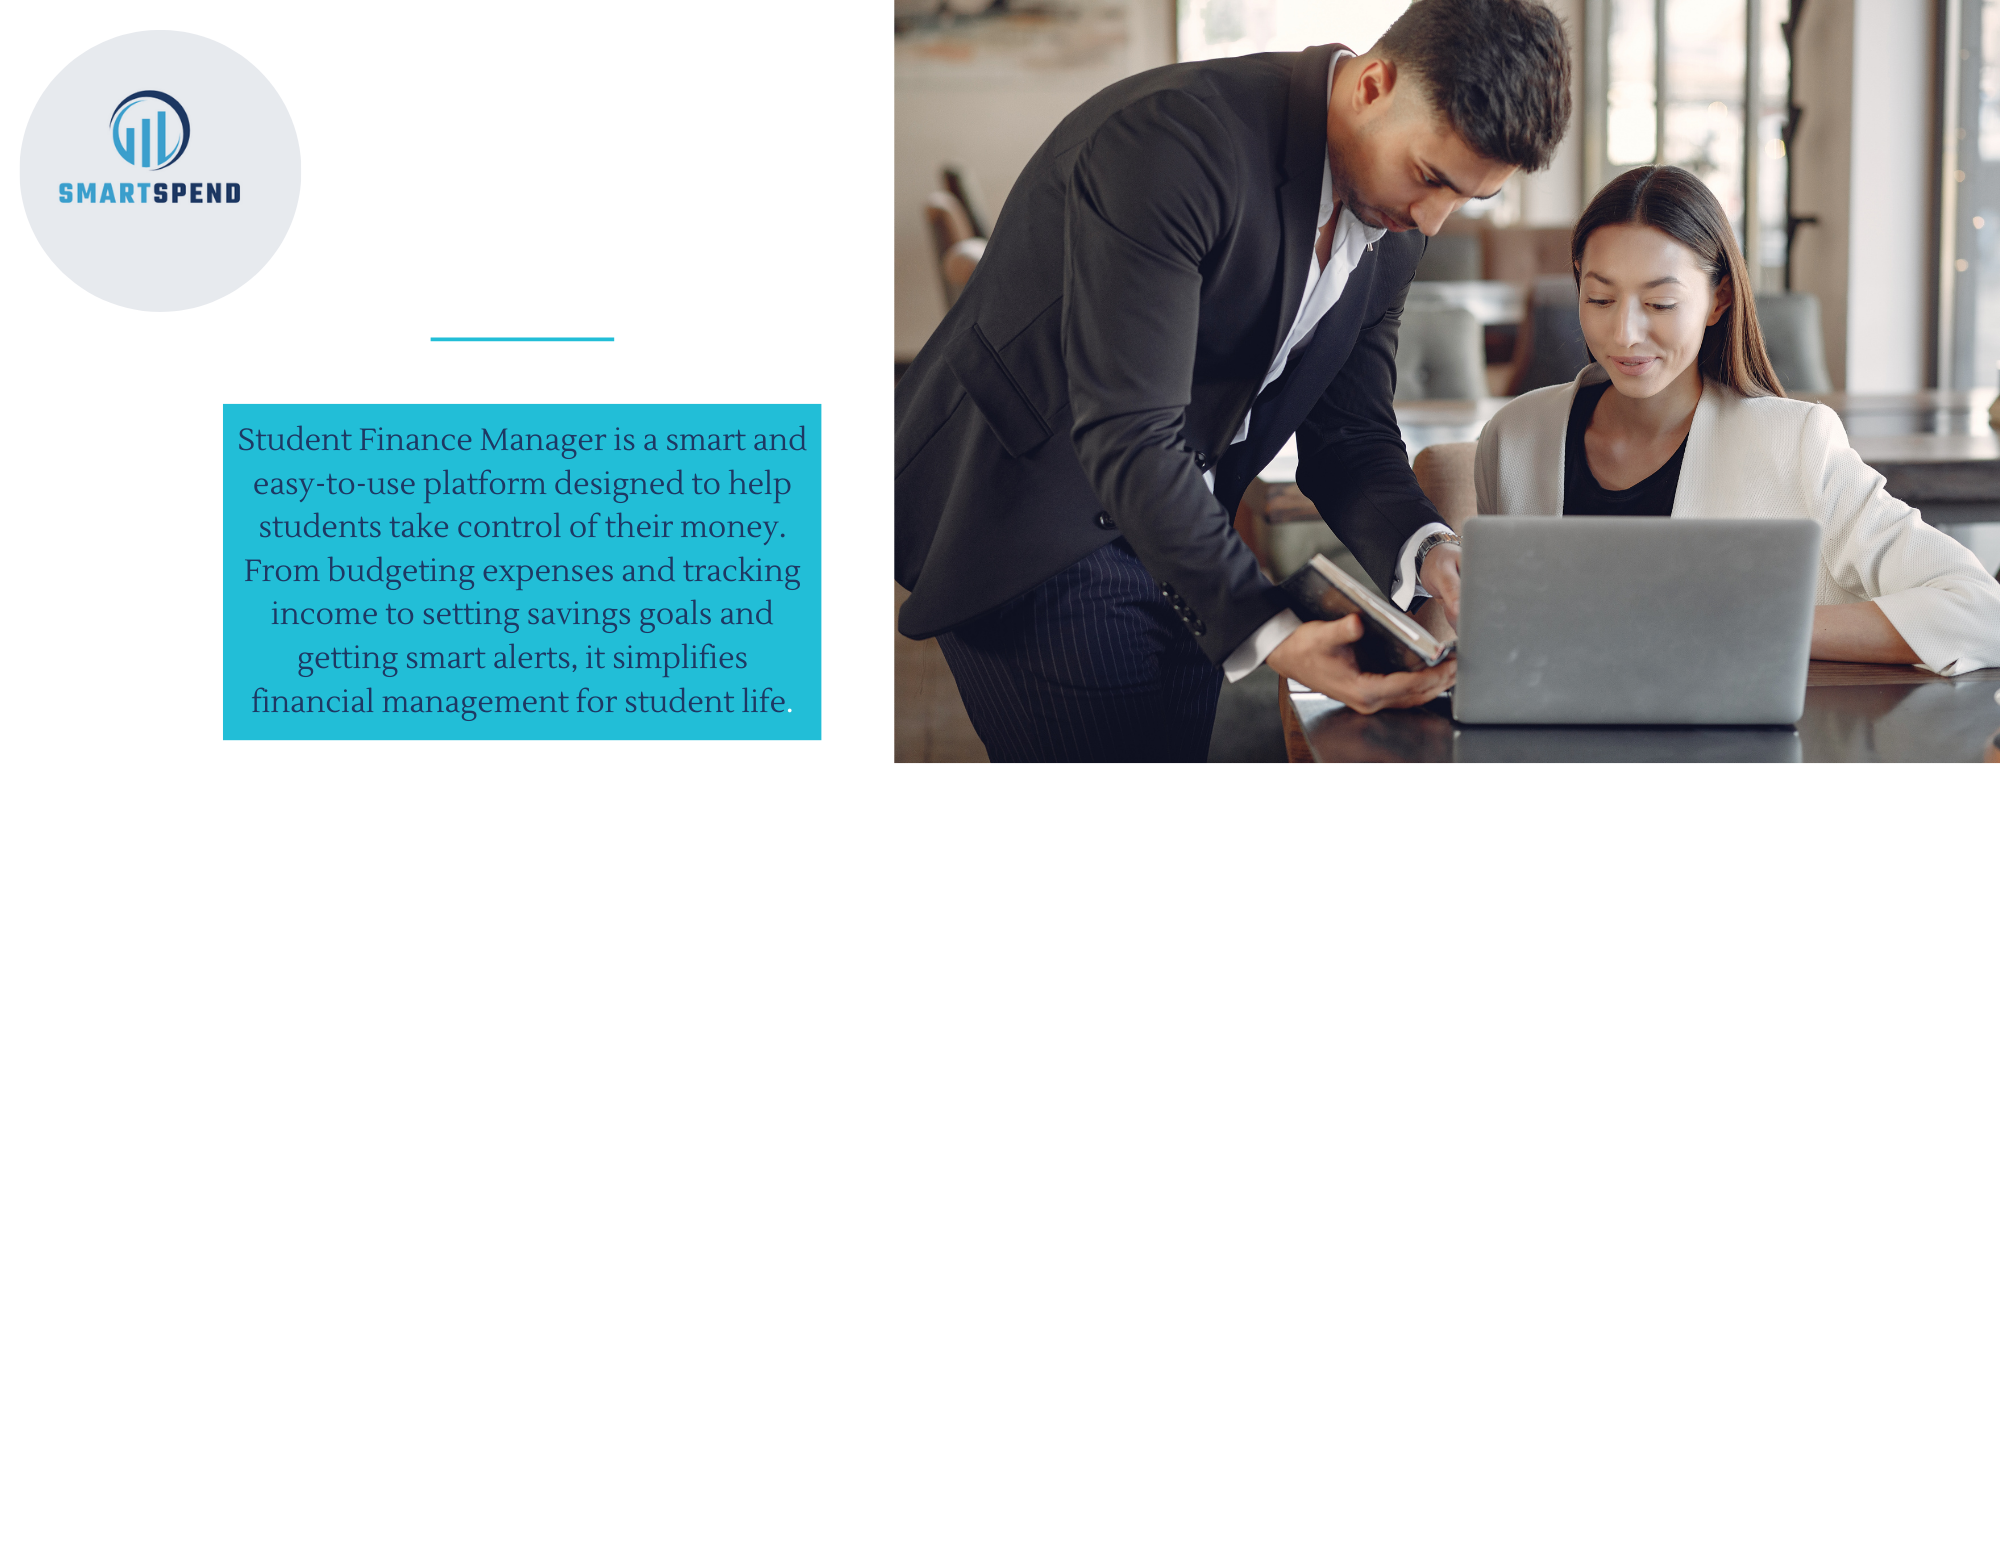 SMARTSPEND
Student Finance Manager is a smart and
easy-to-use platform designed to help
students take control of their money.
From budgeting expenses and tracking
income to setting savings goals and
getting smart alerts, it simplifies
financial management for student life.